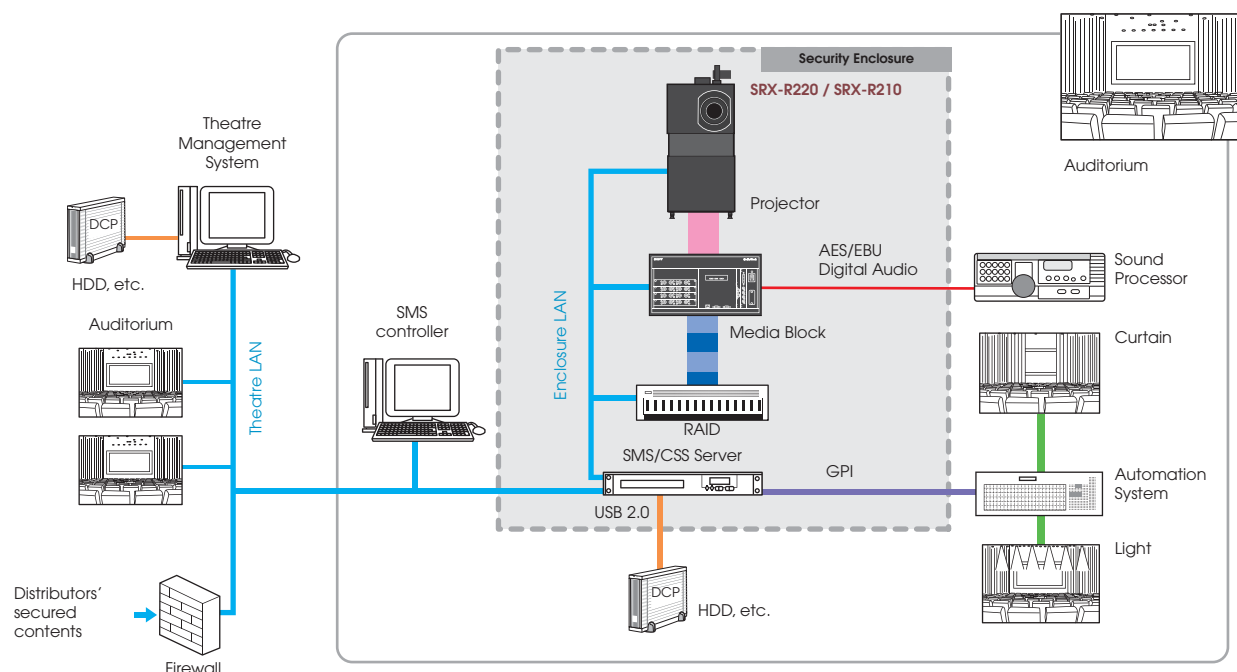 Security Enclosure
SRX-R220 / SRX-R210
Theatre
Management
System
Auditorium
DCP
Projector
HDD, etc.
AES/EBU
Digital Audio
Sound
Processor
Auditorium
SMS
controller
Enclosure LAN
Media Block
Curtain
Theatre LAN
RAID
SMS/CSS Server
GPI
Automation
System
USB 2.0
Light
DCP
HDD, etc.
Distributors'
secured
contents
Firewall